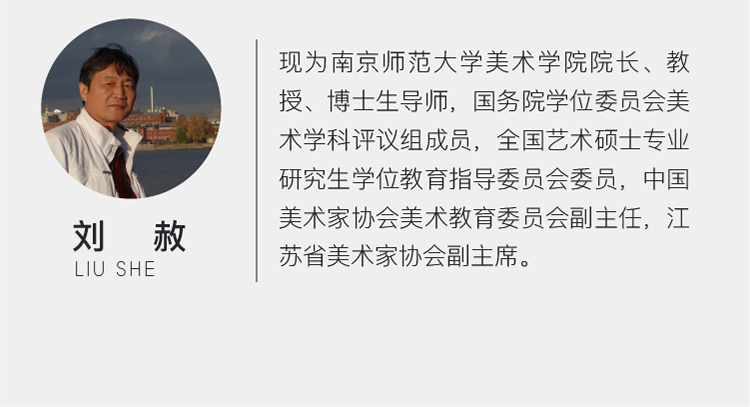 刘 赦
LIU SHE
现为南京师范大学美术学院院长、教
授、博士生导师，国务院学位委员会美
术学科评议组成员，全国艺术硕士专业
研究生学位教育指导委员会委员，中国
美术家协会美术教育委员会副主任，江
苏省美术家协会副主席。